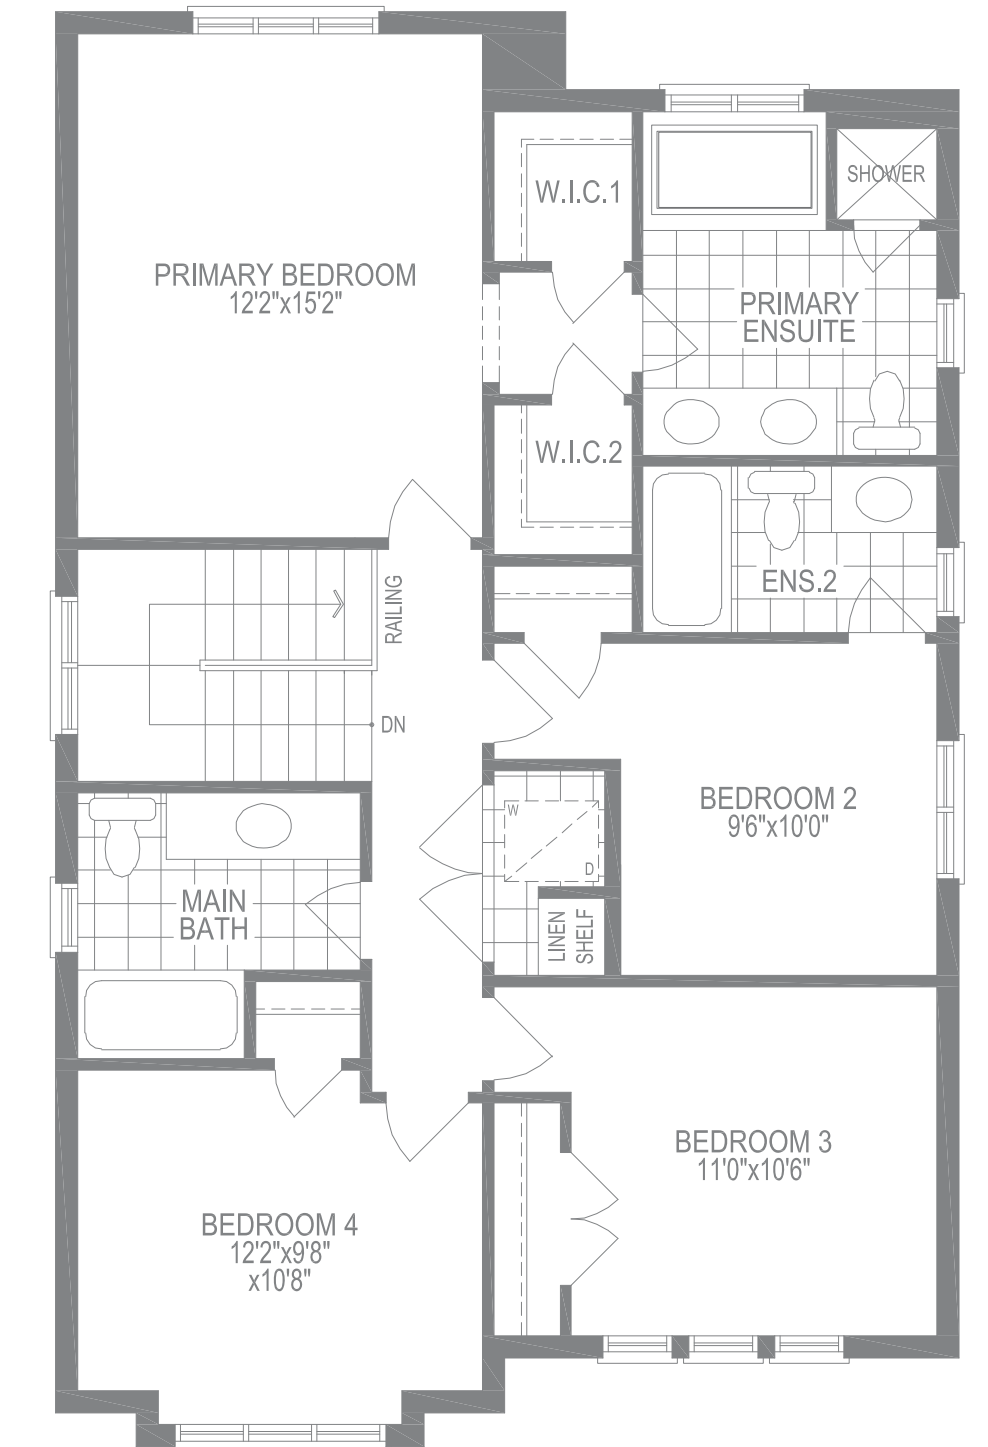 W.I.C.1
SHOWER
PRIMARY BEDROOM
12'2"x15'2"
PRIMARY
ENSUITE
W.I.C.2
ENS.2
RAILING
DN
BEDROOM 2
9'6"x10'0"
W
D
MAIN
BATH
LINEN
SHELF
BEDROOM 3
11'0"x10'6"
BEDROOM 4
12'2"x9'8"
x10'8"